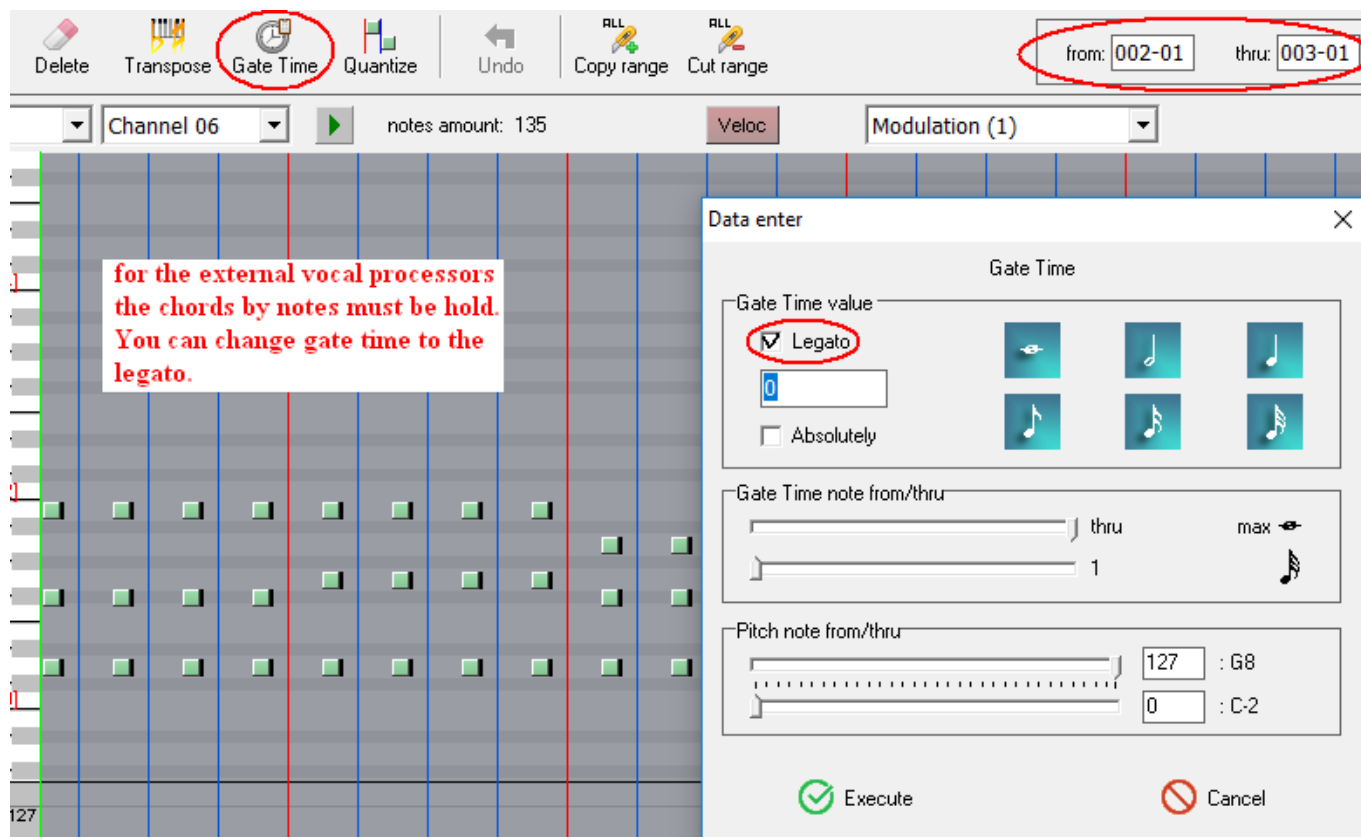 ALL ALL
Delete Transpose Gate Time Quantize Undo Copy range Cut range from: 002-01 thru: 003-01
Channel 06 notes amount: 135 Veloc Modulation (1)
Data enter
Gate Time
Gate Time value
Legato
0
Absolutely
Gate Time note from/thru
thru max
1
Pitch note from/thru
127 : G8
0 : C-2
Execute Cancel
for the external vocal processors
the chords by notes must be hold.
You can change gate time to the
legato.
127